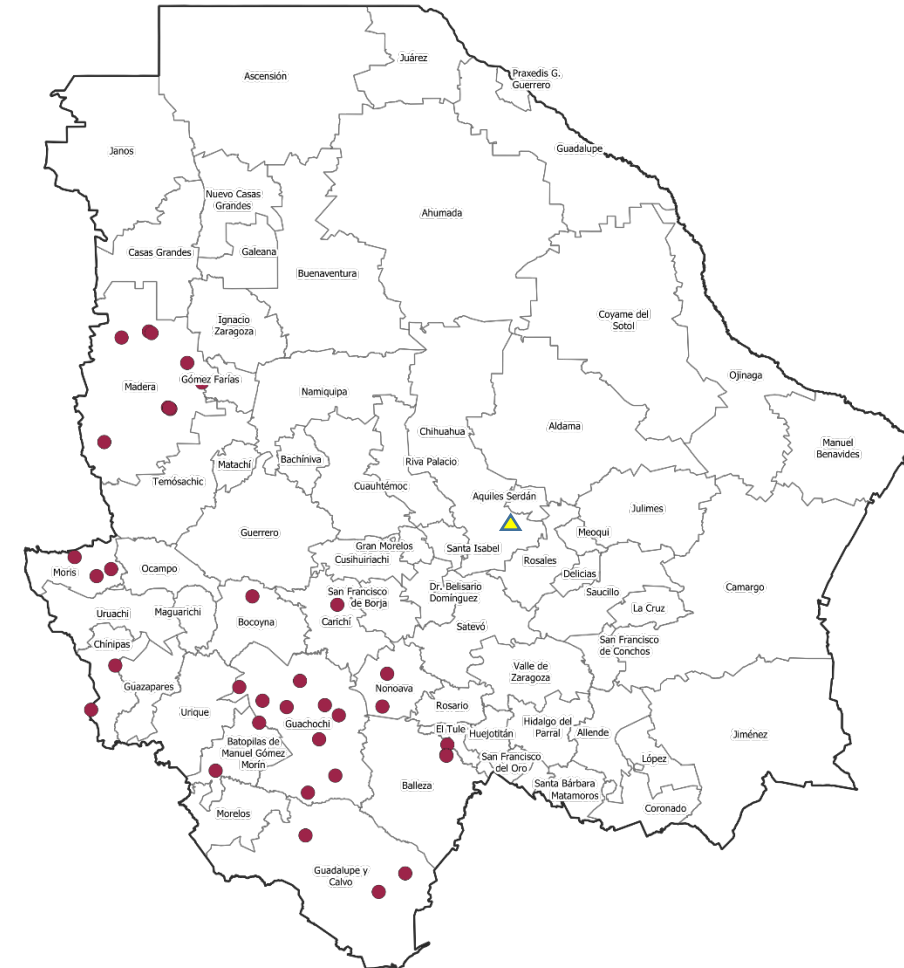 Juárez
Ascensión
Praxedis G.
Guerrero
Guadalupe
Janos
Nuevo Casas
Grandes
Ahumada
Casas Grandes
Galeana
Buenaventura
Ignacio
Zaragoza
Coyame del
Sotol
Ojinaga
Madera
Gómez Farías
Namiquipa
Chihuahua
Aldama
Manuel
Benavides
Matachí
Bachíniva
Riva Palacio
Temósachic
Cuauhtémoc
Aquiles Serdán
Julimes
Guerrero
Meoqui
Gran Morelos
Santa Isabel
Cusihuiriachi
Rosales
Moris
Ocampo
Delicias
Camargo
San Francisco
de Borja
Dr. Belisario
Domínguez
Saucillo
La Cruz
Uruachi
Maguarichi
Bocoyna
Carichí
Satevó
Chínipas
San Francisco
de Conchos
Valle de
Zaragoza
Guazapares
Nonoava
Urique
Guachochi
Rosario
Hidalgo del
Parral
El Tule
Huejotitán
Allende
Jiménez
Batopilas de
Manuel Gómez
Morín
San Francisco
del Oro
López
Balleza
Santa Bárbara
Matamoros
Morelos
Coronado
Guadalupe y
Calvo